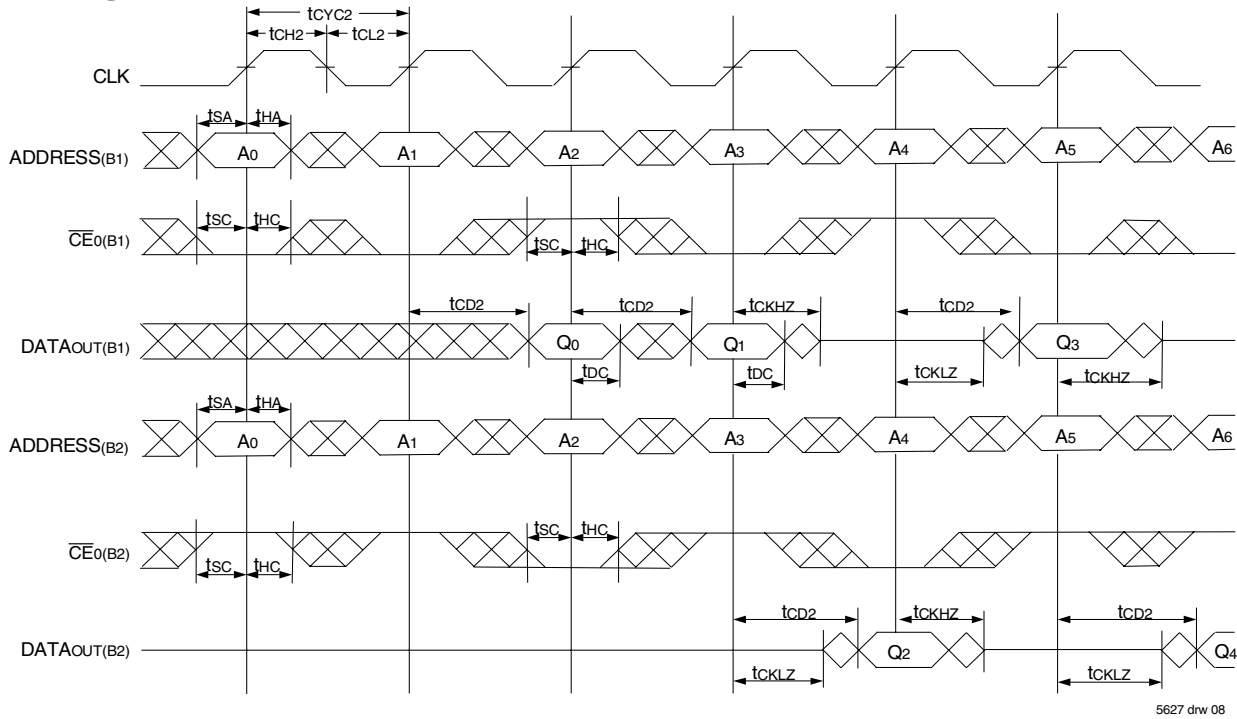 tCYC2
tCH2 tCL2
CLK
tSA tHA
ADDRESS(B1) A0 A1 A2 A3 A4 A5 A6
tSC tHC
CE0(B1)
tSC tHC
tCD2 tCD2 tCKHZ tCD2
DATAOUT(B1) Q0 Q1 Q3
tDC tDC tCKLZ tCKHZ
tSA tHA
ADDRESS(B2) A0 A1 A2 A3 A4 A5 A6
tSC tHC
CE0(B2)
tSC tHC
tCD2 tCKHZ tCD2
DATAOUT(B2) Q2 Q4
tCKLZ tCKLZ
5627 drw 08